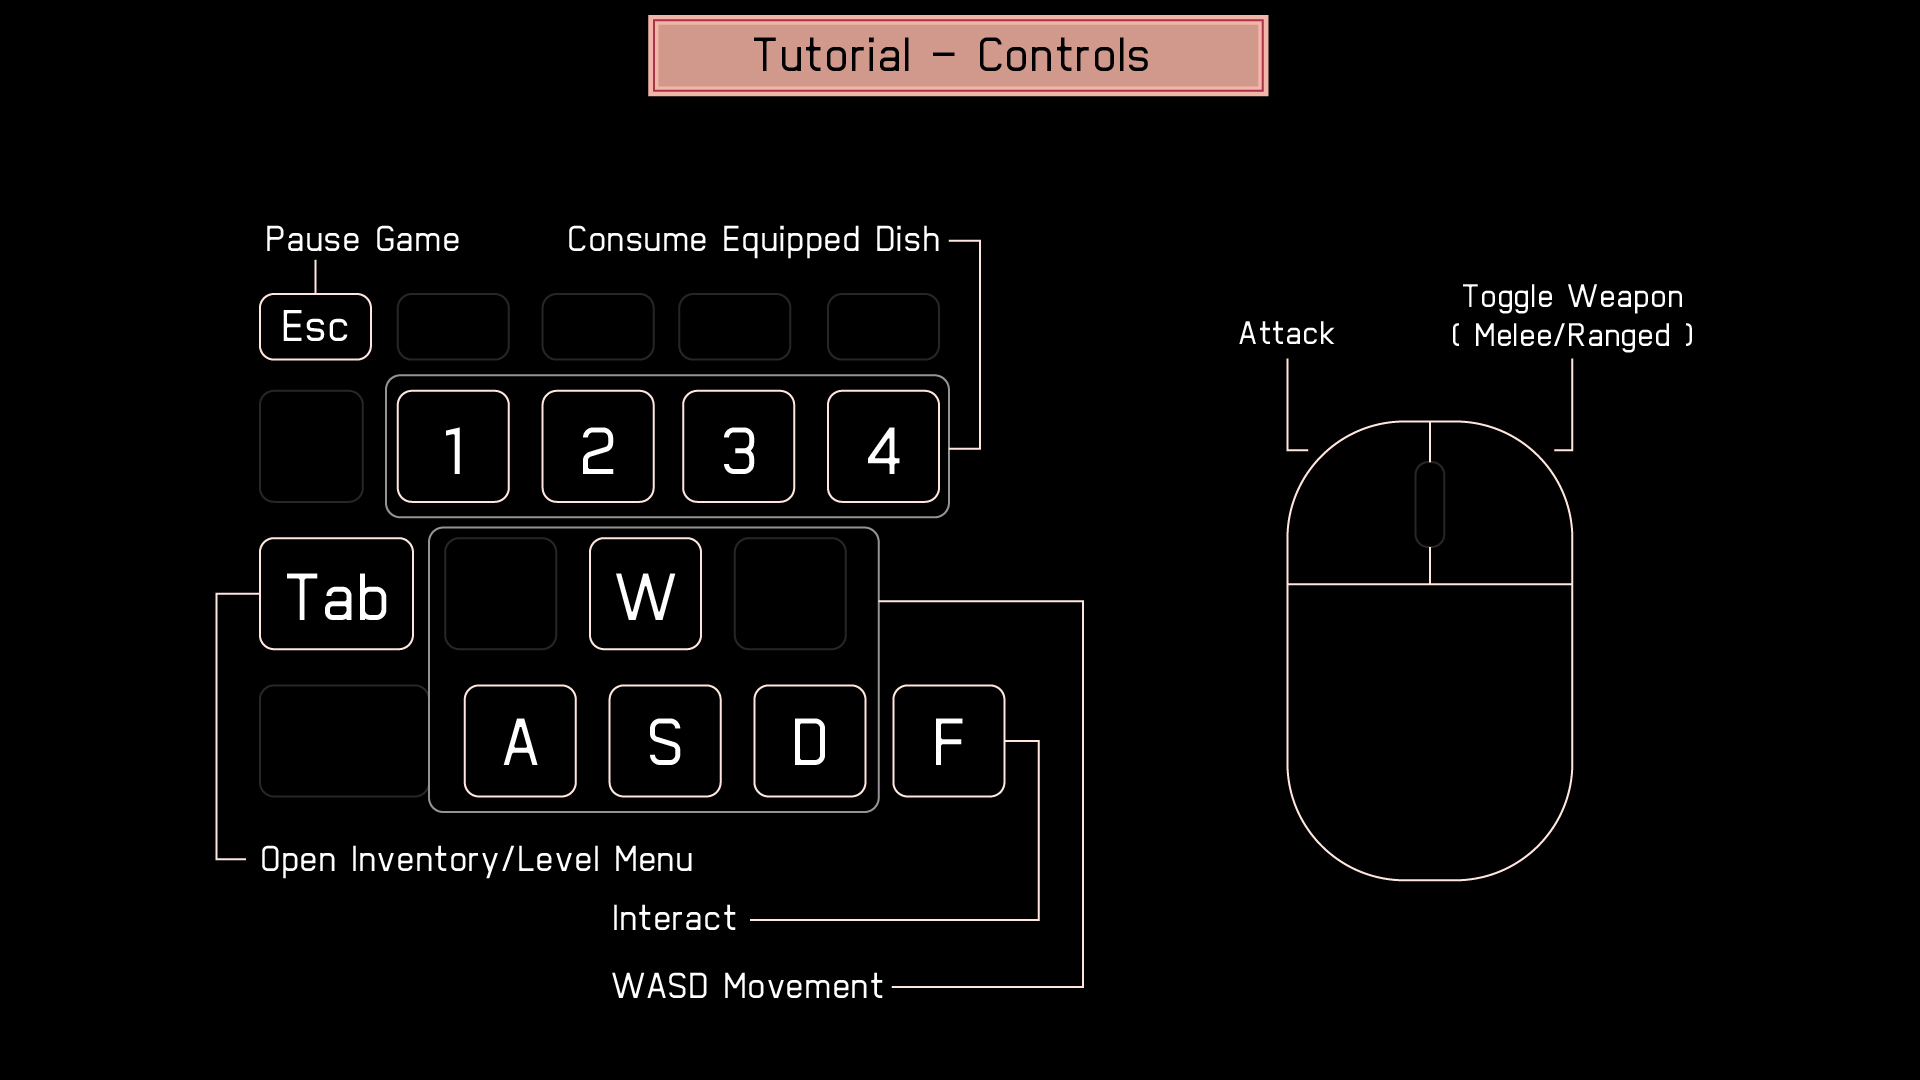 Tutorial - Controls
Pause Game
Consume Equipped Dish
Esc
1 2 3 4
Tab
W
A S D F
Open Inventory/Level Menu
Interact
WASD Movement
Attack
Toggle Weapon
( Melee/Ranged )